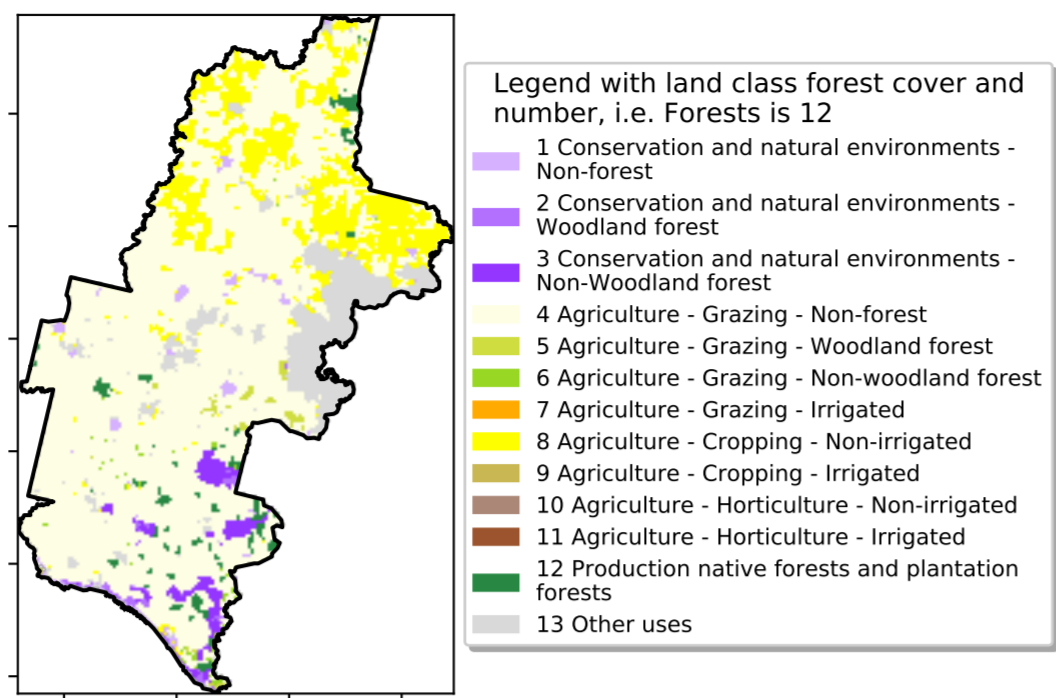 Legend with land class forest cover and
number, i.e. Forests is 12
1 Conservation and natural environments -
Non-forest
2 Conservation and natural environments -
Woodland forest
3 Conservation and natural environments -
Non-Woodland forest
4 Agriculture - Grazing - Non-forest
5 Agriculture - Grazing - Woodland forest
6 Agriculture - Grazing - Non-woodland forest
7 Agriculture - Grazing - Irrigated
8 Agriculture - Cropping - Non-irrigated
9 Agriculture - Cropping - Irrigated
10 Agriculture - Horticulture - Non-irrigated
11 Agriculture - Horticulture - Irrigated
12 Production native forests and plantation
forests
13 Other uses